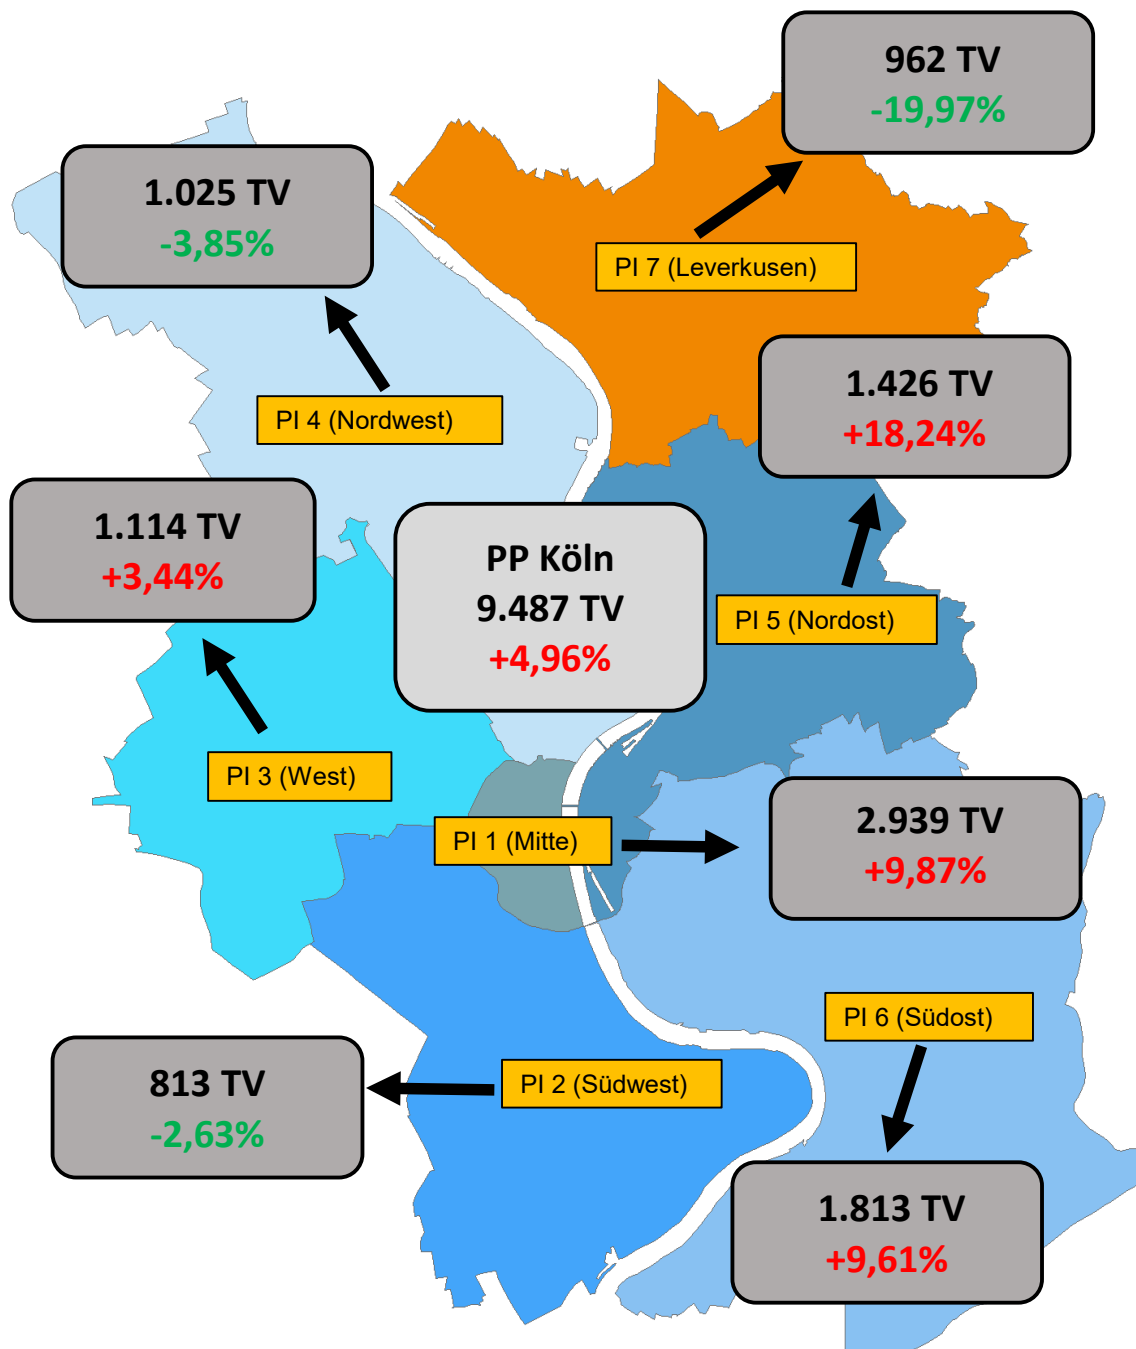 962 TV
-19,97%
PI 7 (Leverkusen)
1.025 TV
-3,85%
PI 4 (Nordwest)
1.426 TV
+18,24%
PI 5 (Nordost)
1.114 TV
+3,44%
PI 3 (West)
PP Köln
9.487 TV
+4,96%
PI 1 (Mitte)
2.939 TV
+9,87%
PI 6 (Südost)
1.813 TV
+9,61%
PI 2 (Südwest)
813 TV
-2,63%